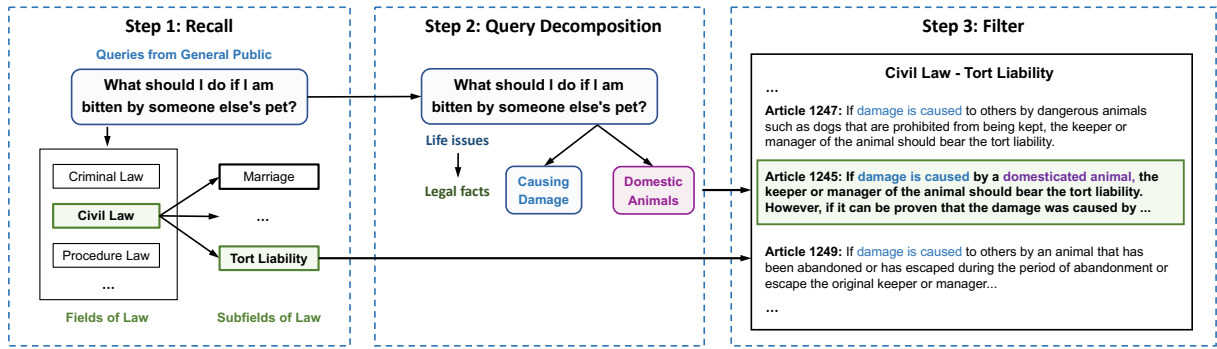 Step 1: Recall
Queries from General Public
What should I do if I am
bitten by someone else's pet?
Criminal Law
Civil Law
Procedure Law
...
Fields of Law
Marriage
...
Tort Liability
Subfields of Law
Step 2: Query Decomposition
What should I do if I am
bitten by someone else's pet?
Life issues
Legal facts
Causing
Damage
Domestic
Animals
Step 3: Filter
Civil Law - Tort Liability
...
Article 1247: If damage is caused to others by dangerous animals
such as dogs that are prohibited from being kept, the keeper or
manager of the animal should bear the tort liability.
Article 1245: If damage is caused by a domesticated animal, the
keeper or manager of the animal should bear the tort liability.
However, if it can be proven that the damage was caused by ...
Article 1249: If damage is caused to others by an animal that has
been abandoned or has escaped during the period of abandonment or
escape the original keeper or manager...
...